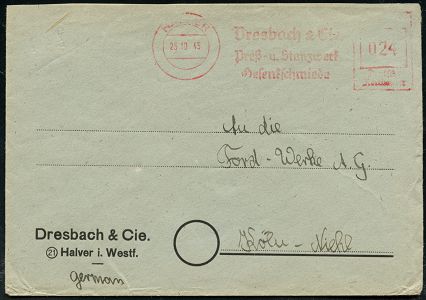 HALVER
25 10 45
Dresbach & Cie.
Preß- u. Stanzwerk
Gesenkschmiede
024
An die
Ford-Werke A.G.
Köln-Niehl
Dresbach & Cie.
21 Halver i. Westf.
german